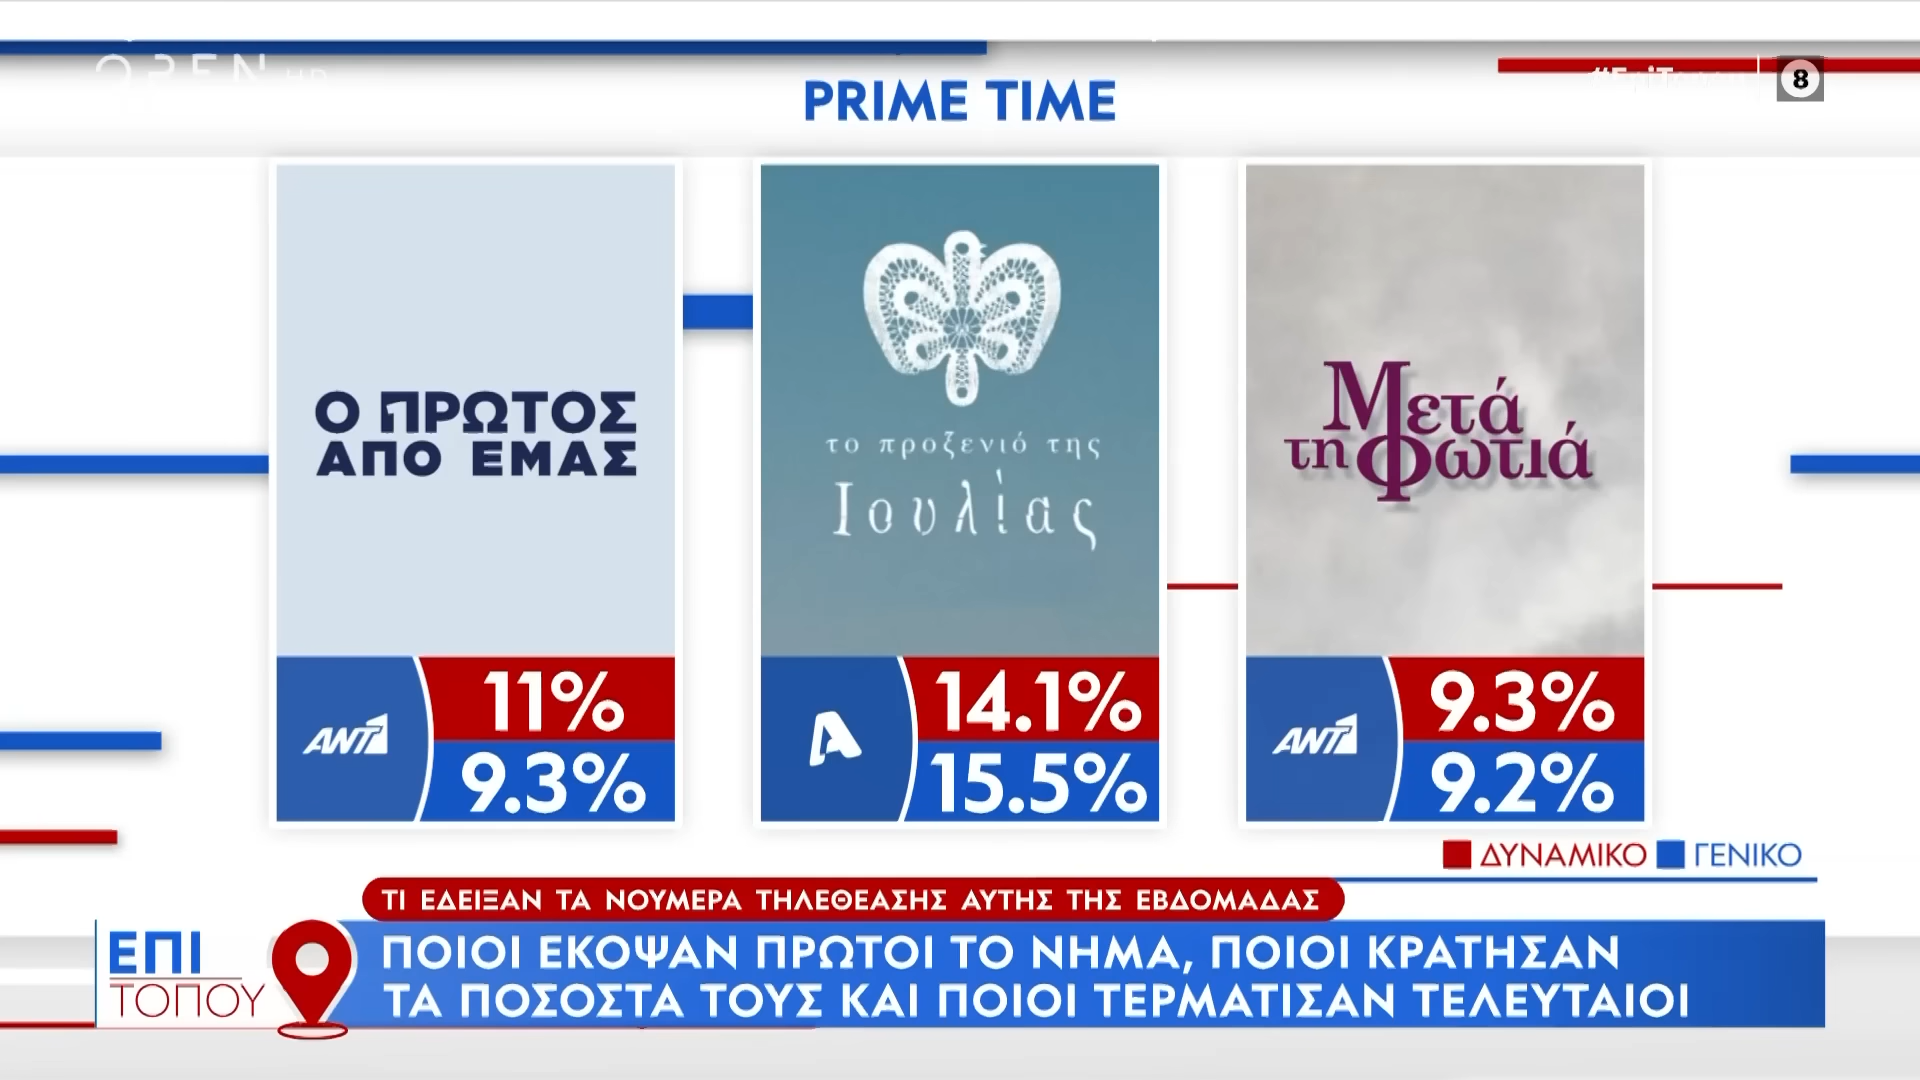 OPEN HD
8
PRIME TIME
Ο ΠΡΩΤΟΣ
ΑΠΟ ΕΜΑΣ
το προξενιό της
Ιουλίας
Μετά
τη Φωτιά
ANT1
11%
9.3%
A
14.1%
15.5%
ANT1
9.3%
9.2%
ΔΥΝΑΜΙΚΟ ΓΕΝΙΚΟ
ΤΙ ΕΔΕΙΞΑΝ ΤΑ ΝΟΥΜΕΡΑ ΤΗΛΕΘΕΑΣΗΣ ΑΥΤΗΣ ΤΗΣ ΕΒΔΟΜΑΔΑΣ
ΕΠΙ
ΤΟΠΟΥ
ΠΟΙΟΙ ΕΚΟΨΑΝ ΠΡΩΤΟΙ ΤΟ ΝΗΜΑ, ΠΟΙΟΙ ΚΡΑΤΗΣΑΝ
ΤΑ ΠΟΣΟΣΤΑ ΤΟΥΣ ΚΑΙ ΠΟΙΟΙ ΤΕΡΜΑΤΙΣΑΝ ΤΕΛΕΥΤΑΙΟΙ